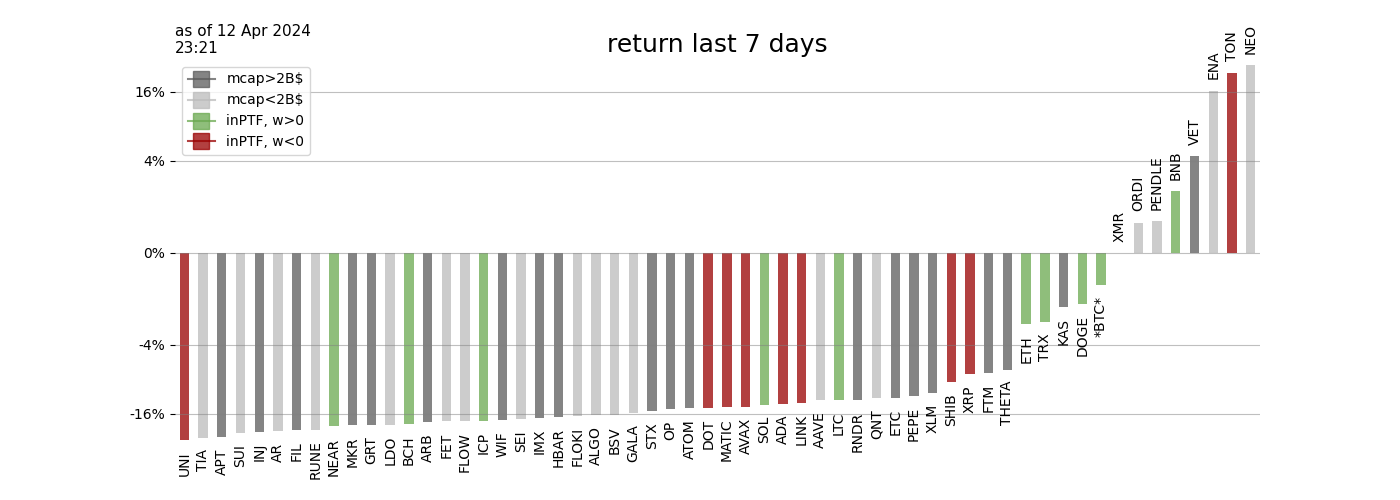 as of 12 Apr 2024
23:21
return last 7 days
mcap>2B$
mcap<2B$
inPTF, w>0
inPTF, w<0
16%
4%
0%
-4%
-16%
UNI
TIA
APT
SUI
INJ
AR
FIL
RUNE
NEAR
MKR
GRT
LDO
BCH
ARB
FET
FLOW
ICP
WIF
SEI
IMX
HBAR
FLOKI
ALGO
BSV
GALA
STX
OP
ATOM
DOT
MATIC
AVAX
SOL
ADA
LINK
AAVE
LTC
RNDR
QNT
ETC
PEPE
XLM
SHIB
XRP
FTM
THETA
ETH
TRX
KAS
DOGE
*BTC*
XMR
ORDI
PENDLE
BNB
VET
ENA
TON
NEO